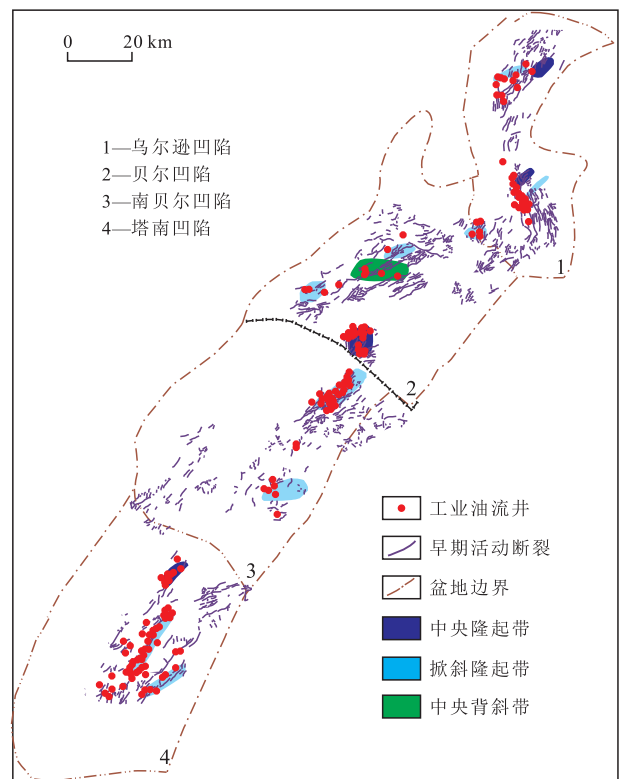 0 20 km
1—乌尔逊凹陷
2—贝尔凹陷
3—南贝尔凹陷
4—塔南凹陷
1
2
3
4
工业油流井
早期活动断裂
盆地边界
中央隆起带
掀斜隆起带
中央背斜带